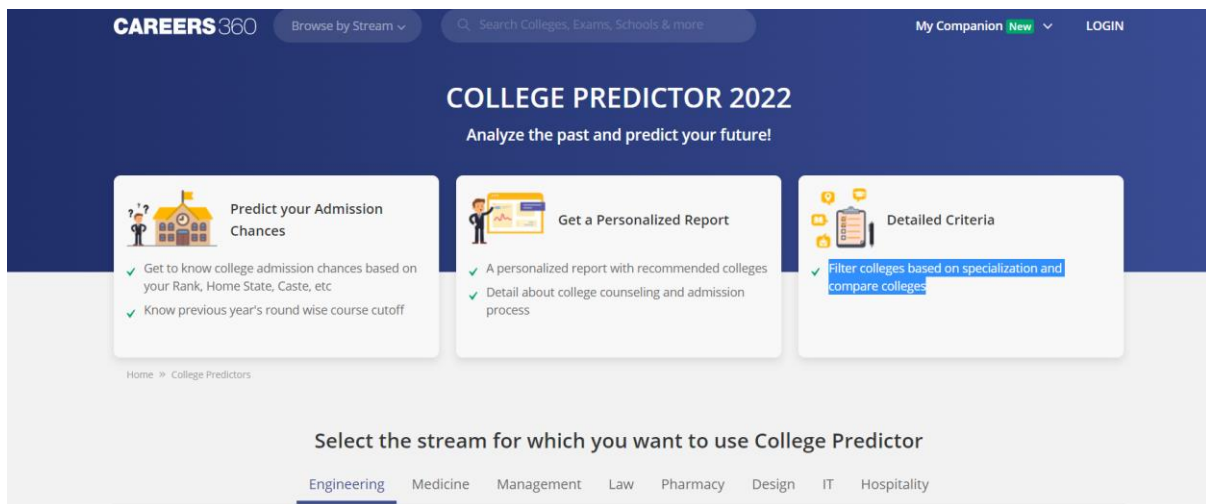 CAREERS360 Browse by Stream Search Colleges, Exams, Schools & more My Companion New LOGIN
COLLEGE PREDICTOR 2022
Analyze the past and predict your future!
Predict your Admission
Chances
Get to know college admission chances based on
your Rank, Home State, Caste, etc
Know previous year's round wise course cutoff
Get a Personalized Report
A personalized report with recommended colleges
Detail about college counseling and admission
process
Detailed Criteria
Filter colleges based on specialization and
compare colleges
Home » College Predictors
Select the stream for which you want to use College Predictor
Engineering Medicine Management Law Pharmacy Design IT Hospitality